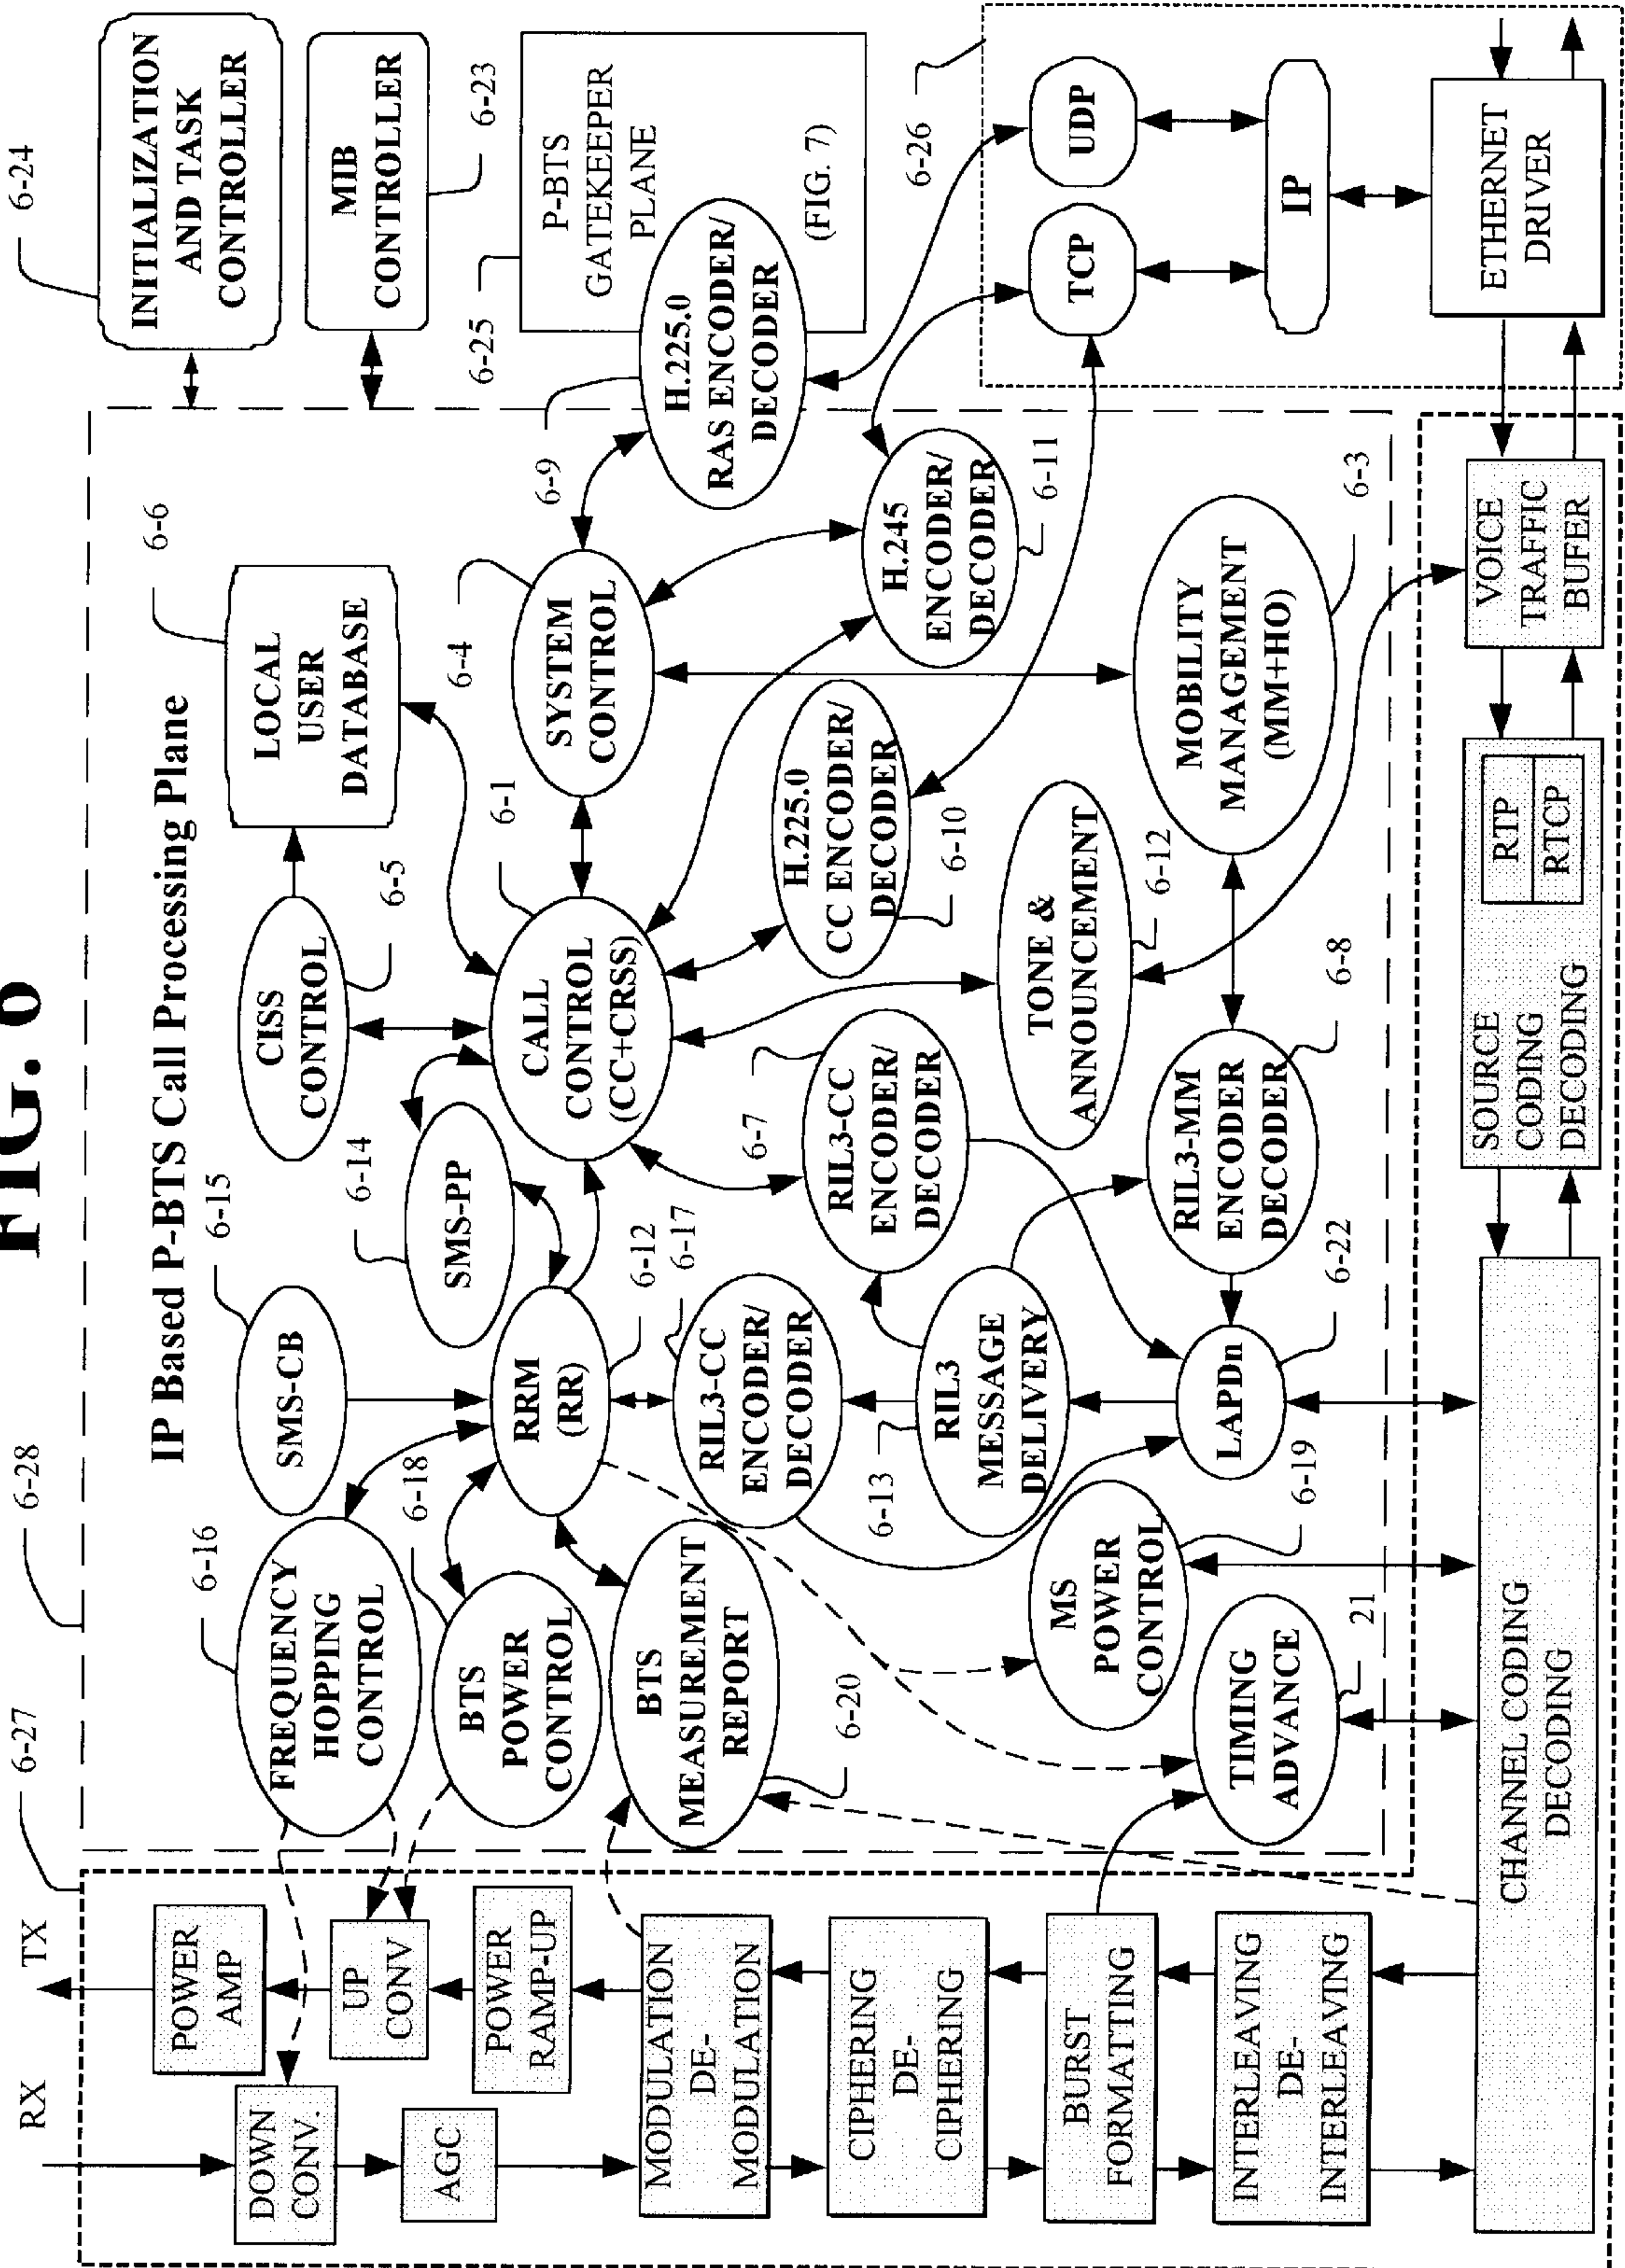 FIG. 6
6-27
6-28
IP Based P-BTS Call Processing Plane
6-24
RX
TX
POWER
AMP
DOWN
CONV.
UP
CONV
AGC
POWER
RAMP-UP
MODULATION
DE-
MODULATION
CIPHERING
DE-
CIPHERING
BURST
FORMATTING
INTERLEAVING
DE-
INTERLEAVING
CHANNEL CODING
DECODING
6-16
FREQUENCY
HOPPING
CONTROL
6-18
BTS
POWER
CONTROL
BTS
MEASUREMENT
REPORT
6-20
MS
POWER
CONTROL
6-19
TIMING
ADVANCE
21
6-15
SMS-CB
6-14
SMS-PP
RRM
(RR)
6-12
6-17
RIL3-CC
ENCODER/
DECODER
6-13
RIL3
MESSAGE
DELIVERY
LAPDn
6-22
CISS
CONTROL
6-5
6-6
LOCAL
USER
DATABASE
6-1
CALL
CONTROL
(CC+CRSS)
6-4
SYSTEM
CONTROL
6-7
RIL3-CC
ENCODER/
DECODER
H.225.0
CC ENCODER/
DECODER
6-10
H.245
ENCODER/
DECODER
6-11
TONE &
ANNOUNCEMENT
6-12
RIL3-MM
ENCODER
DECODER
6-8
MOBILITY
MANAGEMENT
(MM+HO)
6-3
6-9
H.225.0
RAS ENCODER/
DECODER
INITIALIZATION
AND TASK
CONTROLLER
MIB
CONTROLLER
6-23
6-25
P-BTS
GATEKEEPER
PLANE
(FIG. 7)
6-26
TCP
UDP
IP
ETHERNET
DRIVER
SOURCE
CODING
DECODING
RTP
RTCP
VOICE
TRAFFIC
BUFER